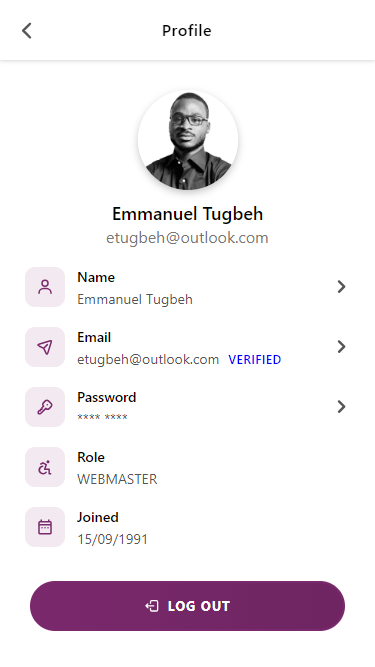 Profile
Emmanuel Tugbeh
etugbeh@outlook.com
Name
Emmanuel Tugbeh
Email
etugbeh@outlook.com VERIFIED
Password
**** ****
Role
WEBMASTER
Joined
15/09/1991
LOG OUT